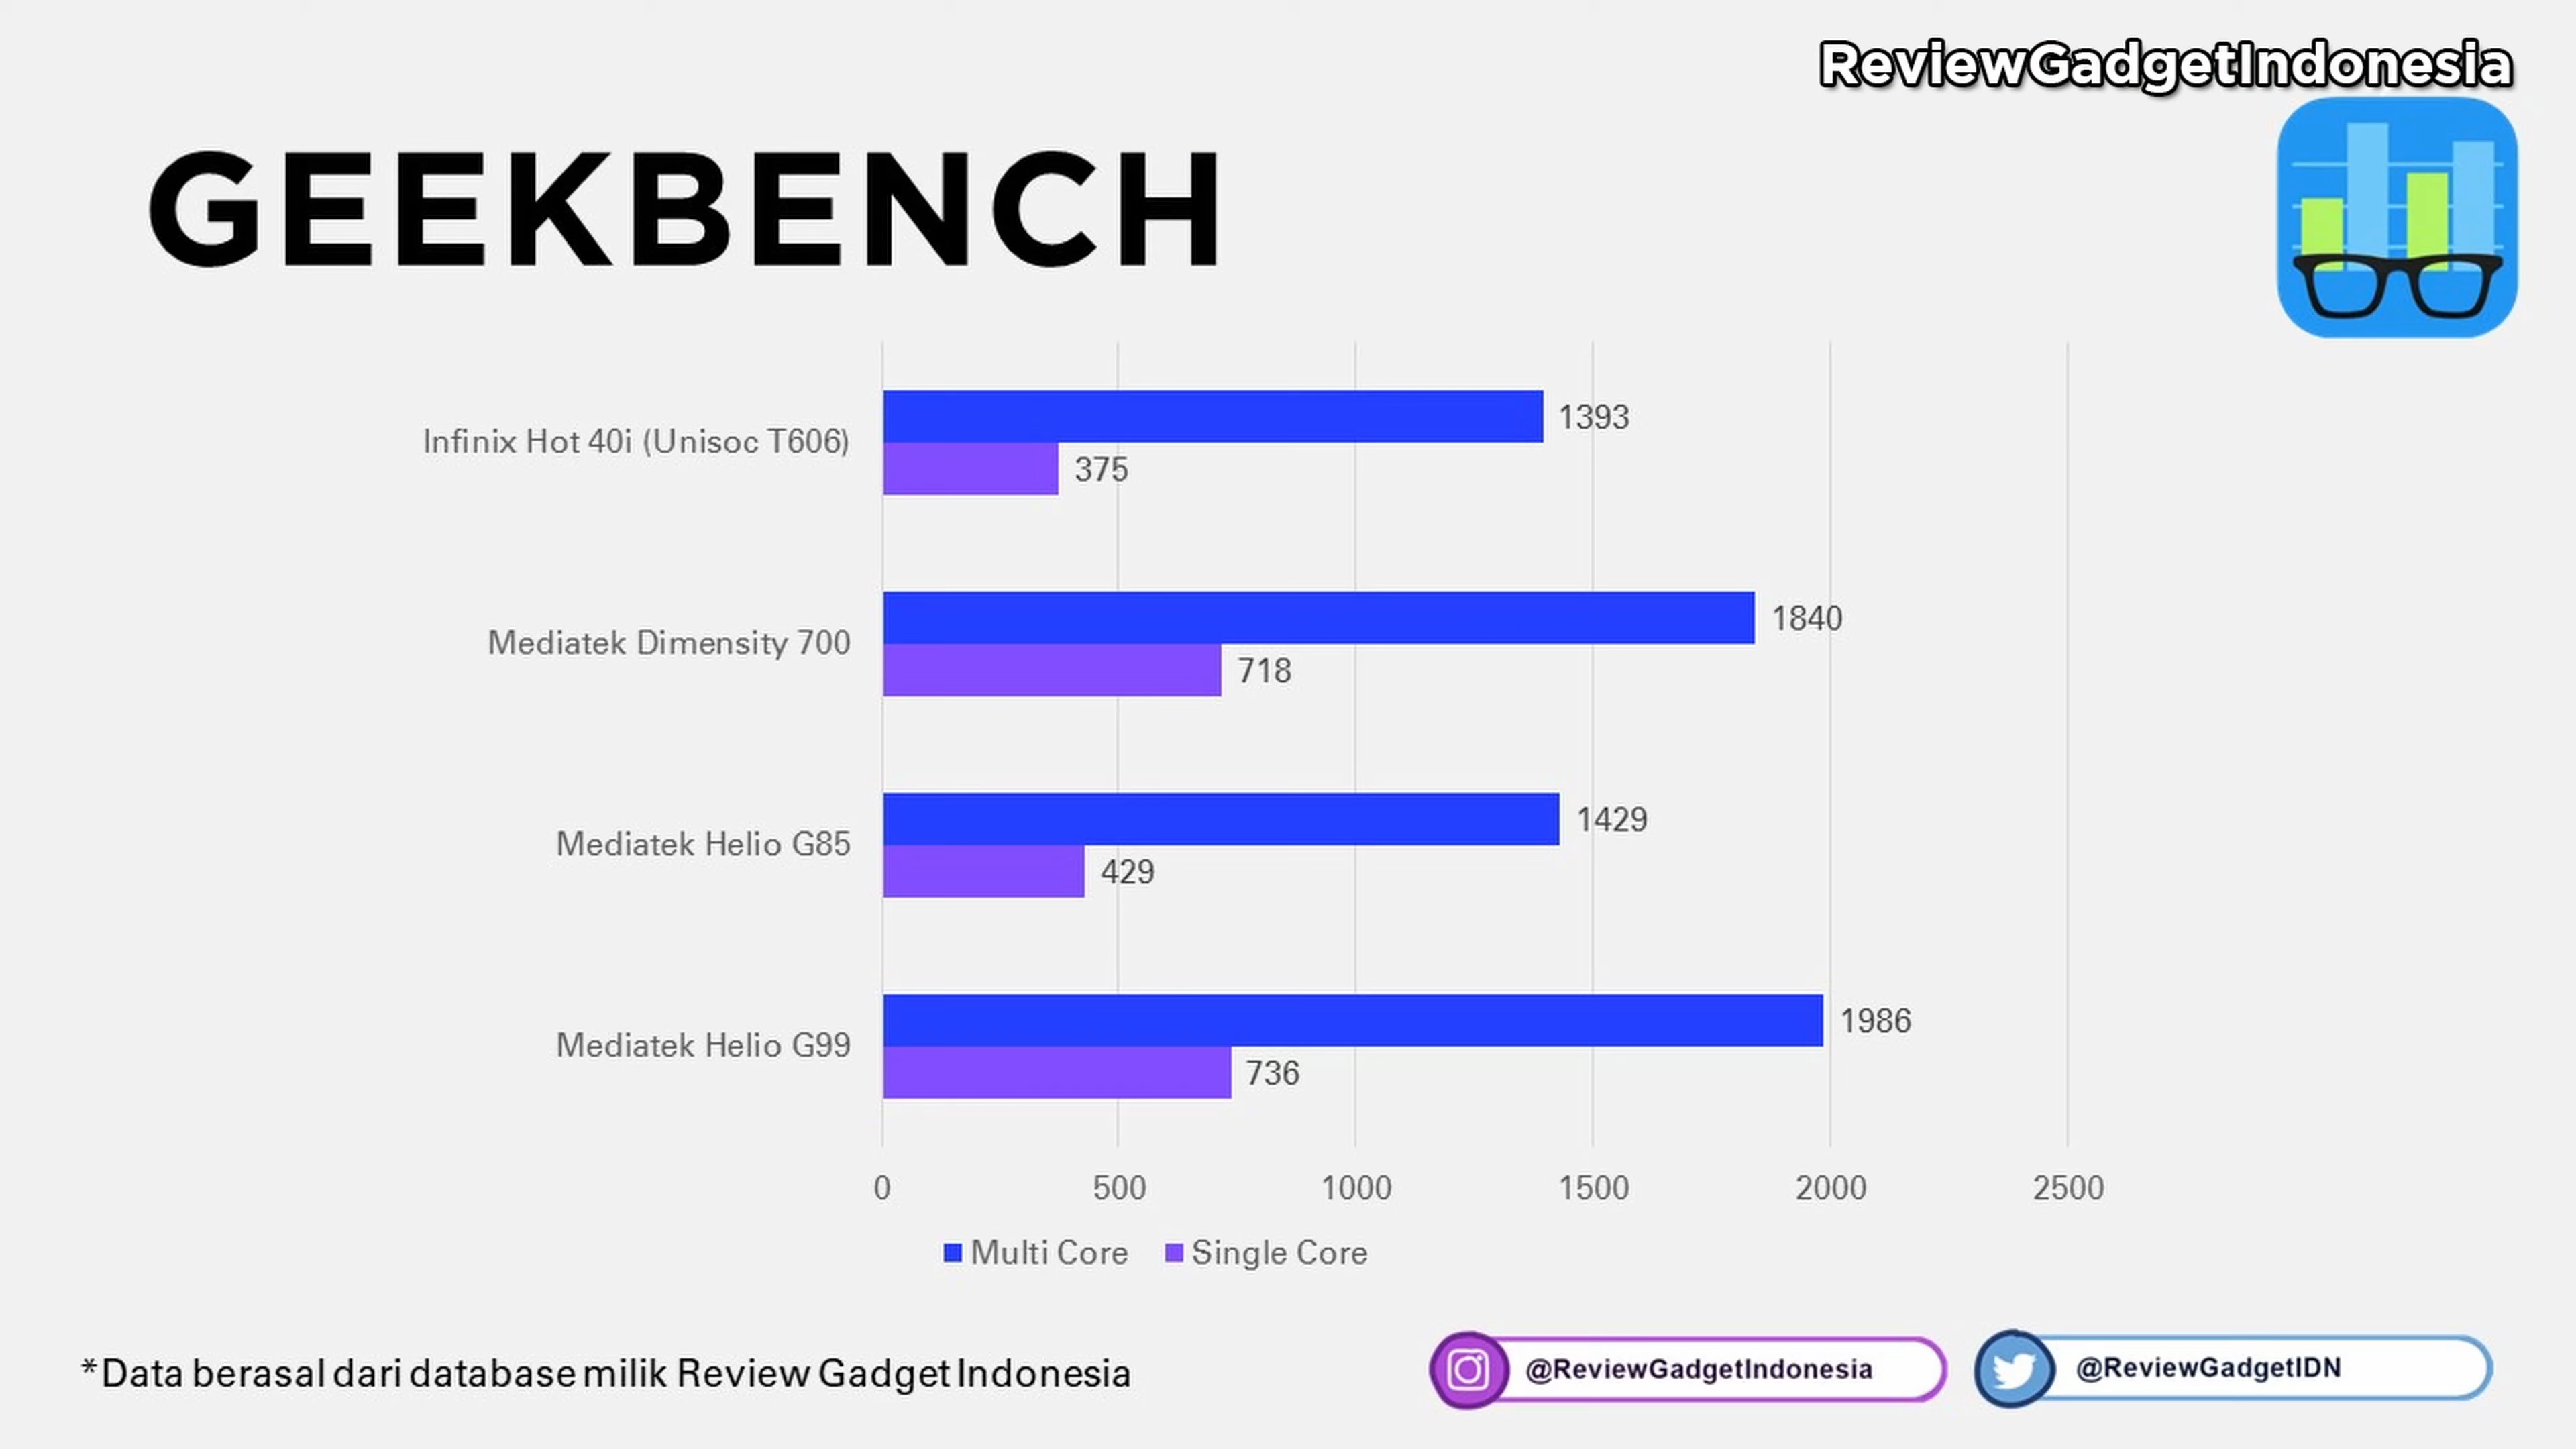 ReviewGadgetIndonesia
GEEKBENCH
Infinix Hot 40i (Unisoc T606)
1393
375
Mediatek Dimensity 700
1840
718
Mediatek Helio G85
1429
429
Mediatek Helio G99
1986
736
0 500 1000 1500 2000 2500
Multi Core Single Core
*Data berasal dari database milik Review Gadget Indonesia
@ReviewGadgetIndonesia
@ReviewGadgetIDN